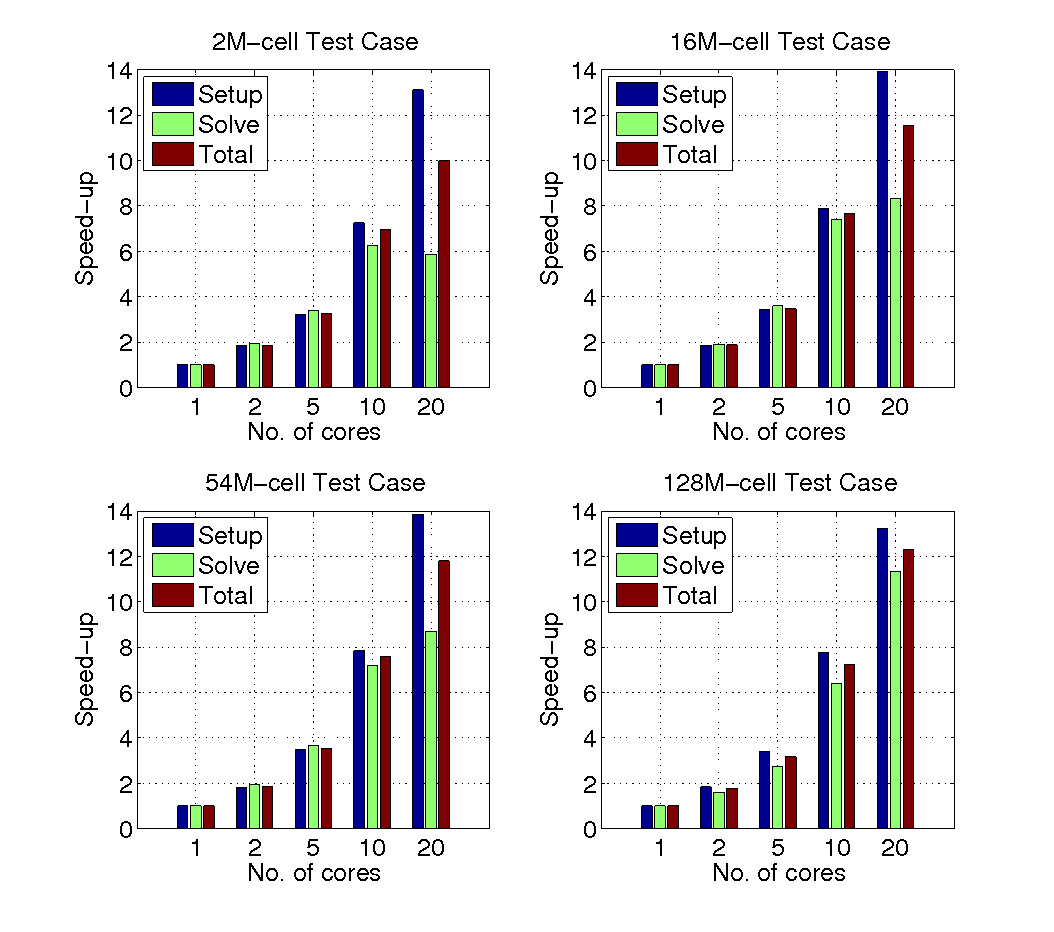 2M-cell Test Case
14
12
10
8
6
4
2
0
Speed-up
Setup
Solve
Total
1 2 5 10 20
No. of cores
16M-cell Test Case
14
12
10
8
6
4
2
0
Speed-up
Setup
Solve
Total
1 2 5 10 20
No. of cores
54M-cell Test Case
14
12
10
8
6
4
2
0
Speed-up
Setup
Solve
Total
1 2 5 10 20
No. of cores
128M-cell Test Case
14
12
10
8
6
4
2
0
Speed-up
Setup
Solve
Total
1 2 5 10 20
No. of cores